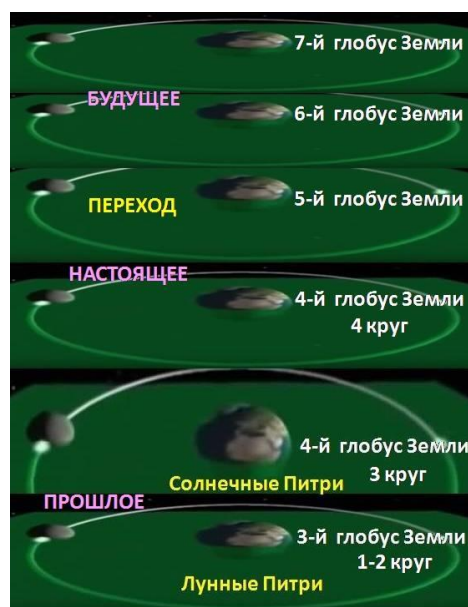 7-й глобус Земли
БУДУЩЕЕ
6-й глобус Земли
ПЕРЕХОД
5-й глобус Земли
НАСТОЯЩЕЕ
4-й глобус Земли
4 круг
4-й глобус Земли
3 круг
Солнечные Питри
ПРОШЛОЕ
3-й глобус Земли
1-2 круг
Лунные Питри